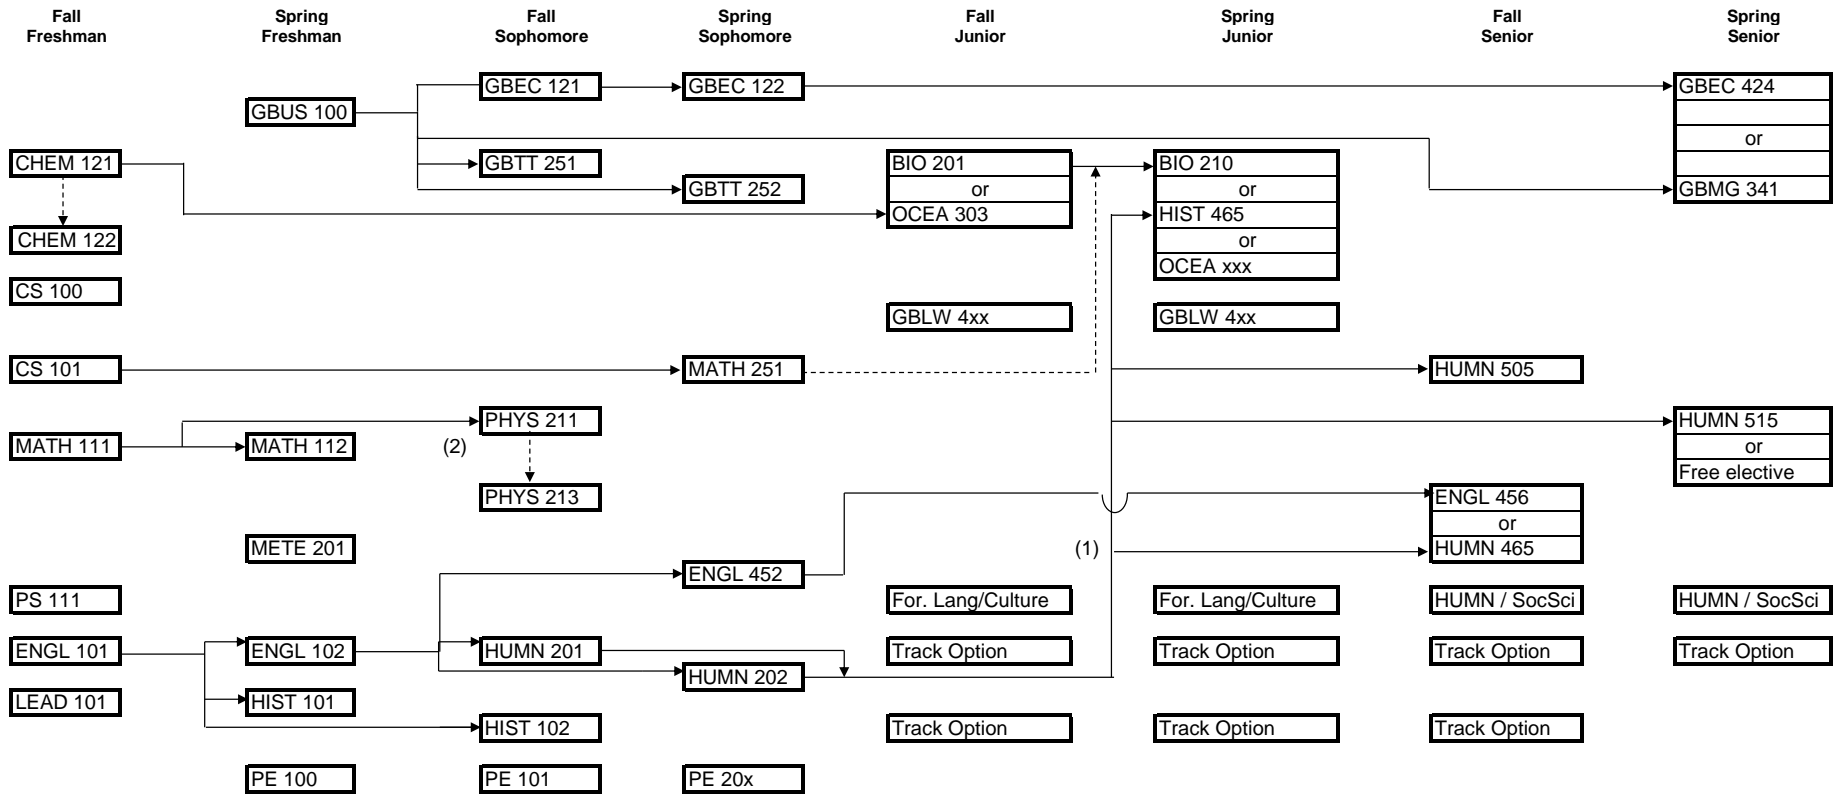 Fall Spring Fall Spring Fall Spring Fall Spring
Freshman Freshman Sophomore Sophomore Junior Junior Senior Senior
GBEC 121 GBEC 122 GBEC 424
GBUS 100
or
CHEM 121 GBTT 251 BIO 201 BIO 210
GBTT 252 or or GBMG 341
OCEA 303 HIST 465
CHEM 122 or
OCEA xxx
CS 100
GBLW 4xx GBLW 4xx
CS 101 MATH 251 HUMN 505
PHYS 211 HUMN 515
MATH 111 MATH 112 (2) or
Free elective
PHYS 213 ENGL 456
or
METE 201 (1) HUMN 465
ENGL 452
PS 111 For. Lang/Culture For. Lang/Culture HUMN / SocSci HUMN / SocSci
ENGL 101 ENGL 102 HUMN 201 Track Option Track Option Track Option Track Option
HUMN 202
LEAD 101 HIST 101
HIST 102 Track Option Track Option Track Option
PE 100 PE 101 PE 20x